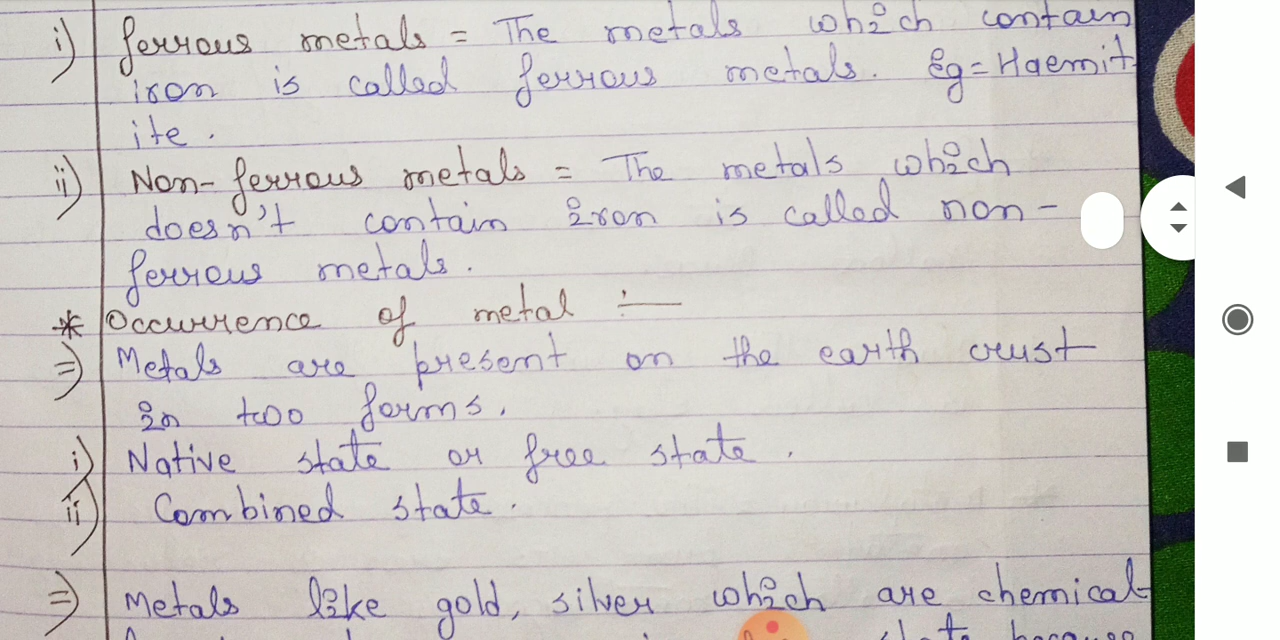 i) ferrous metals = The metals which contain
iron is called ferrous metals. Eg = Haemit
ite.
ii) Non-ferrous metals = The metals which
doesn't contain iron is called non-
ferrous metals.
* Occurrence of metal :—
⇒ Metals are present on the earth crust
in two forms.
i) Native state or free state.
ii) Combined state.
⇒ Metals like gold, silver which are chemical-
state because